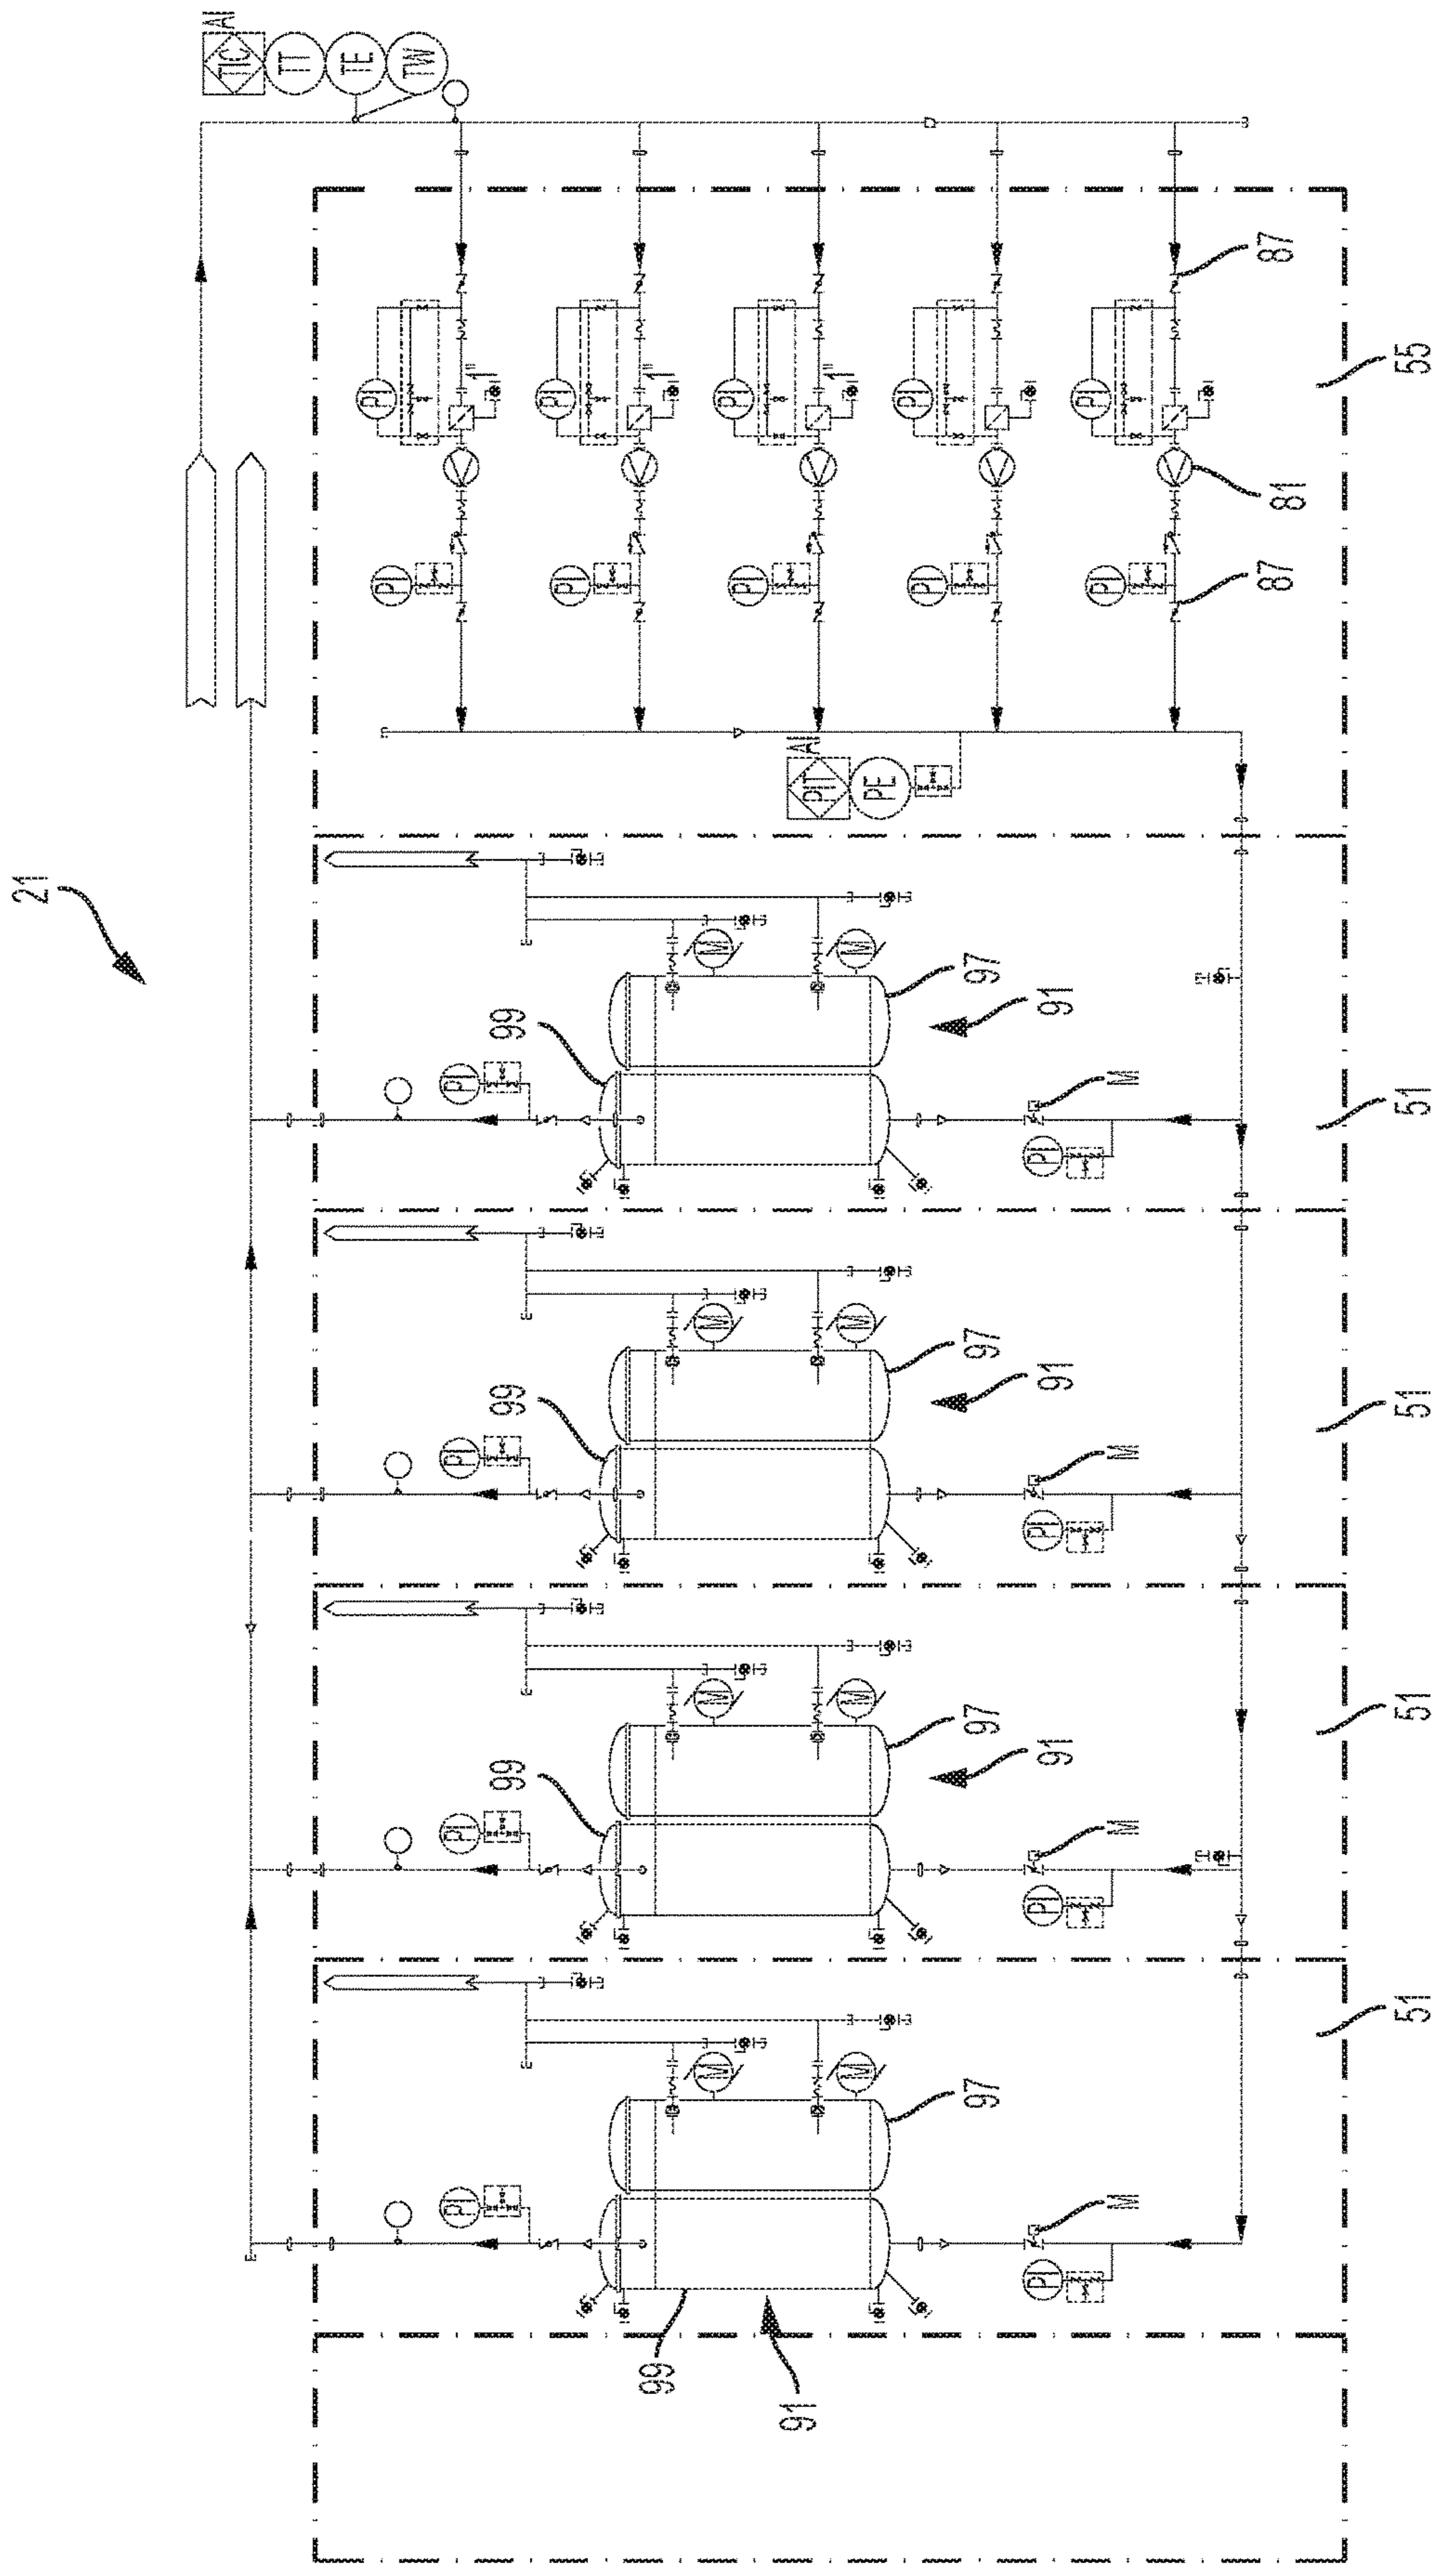 21
AI
TIC
TT
TE
TW
PI
PI
PI PI PI PI
1"
99 99 99
PI
PI
1"
99
M M M M
PI
PI
91
AI
PIT
M M M M
PE
PI
PI
97 97 97 97
PI PI PI PI
91 91 91
PI
PI
M M M M
87 87
81
51 51 51 51 55